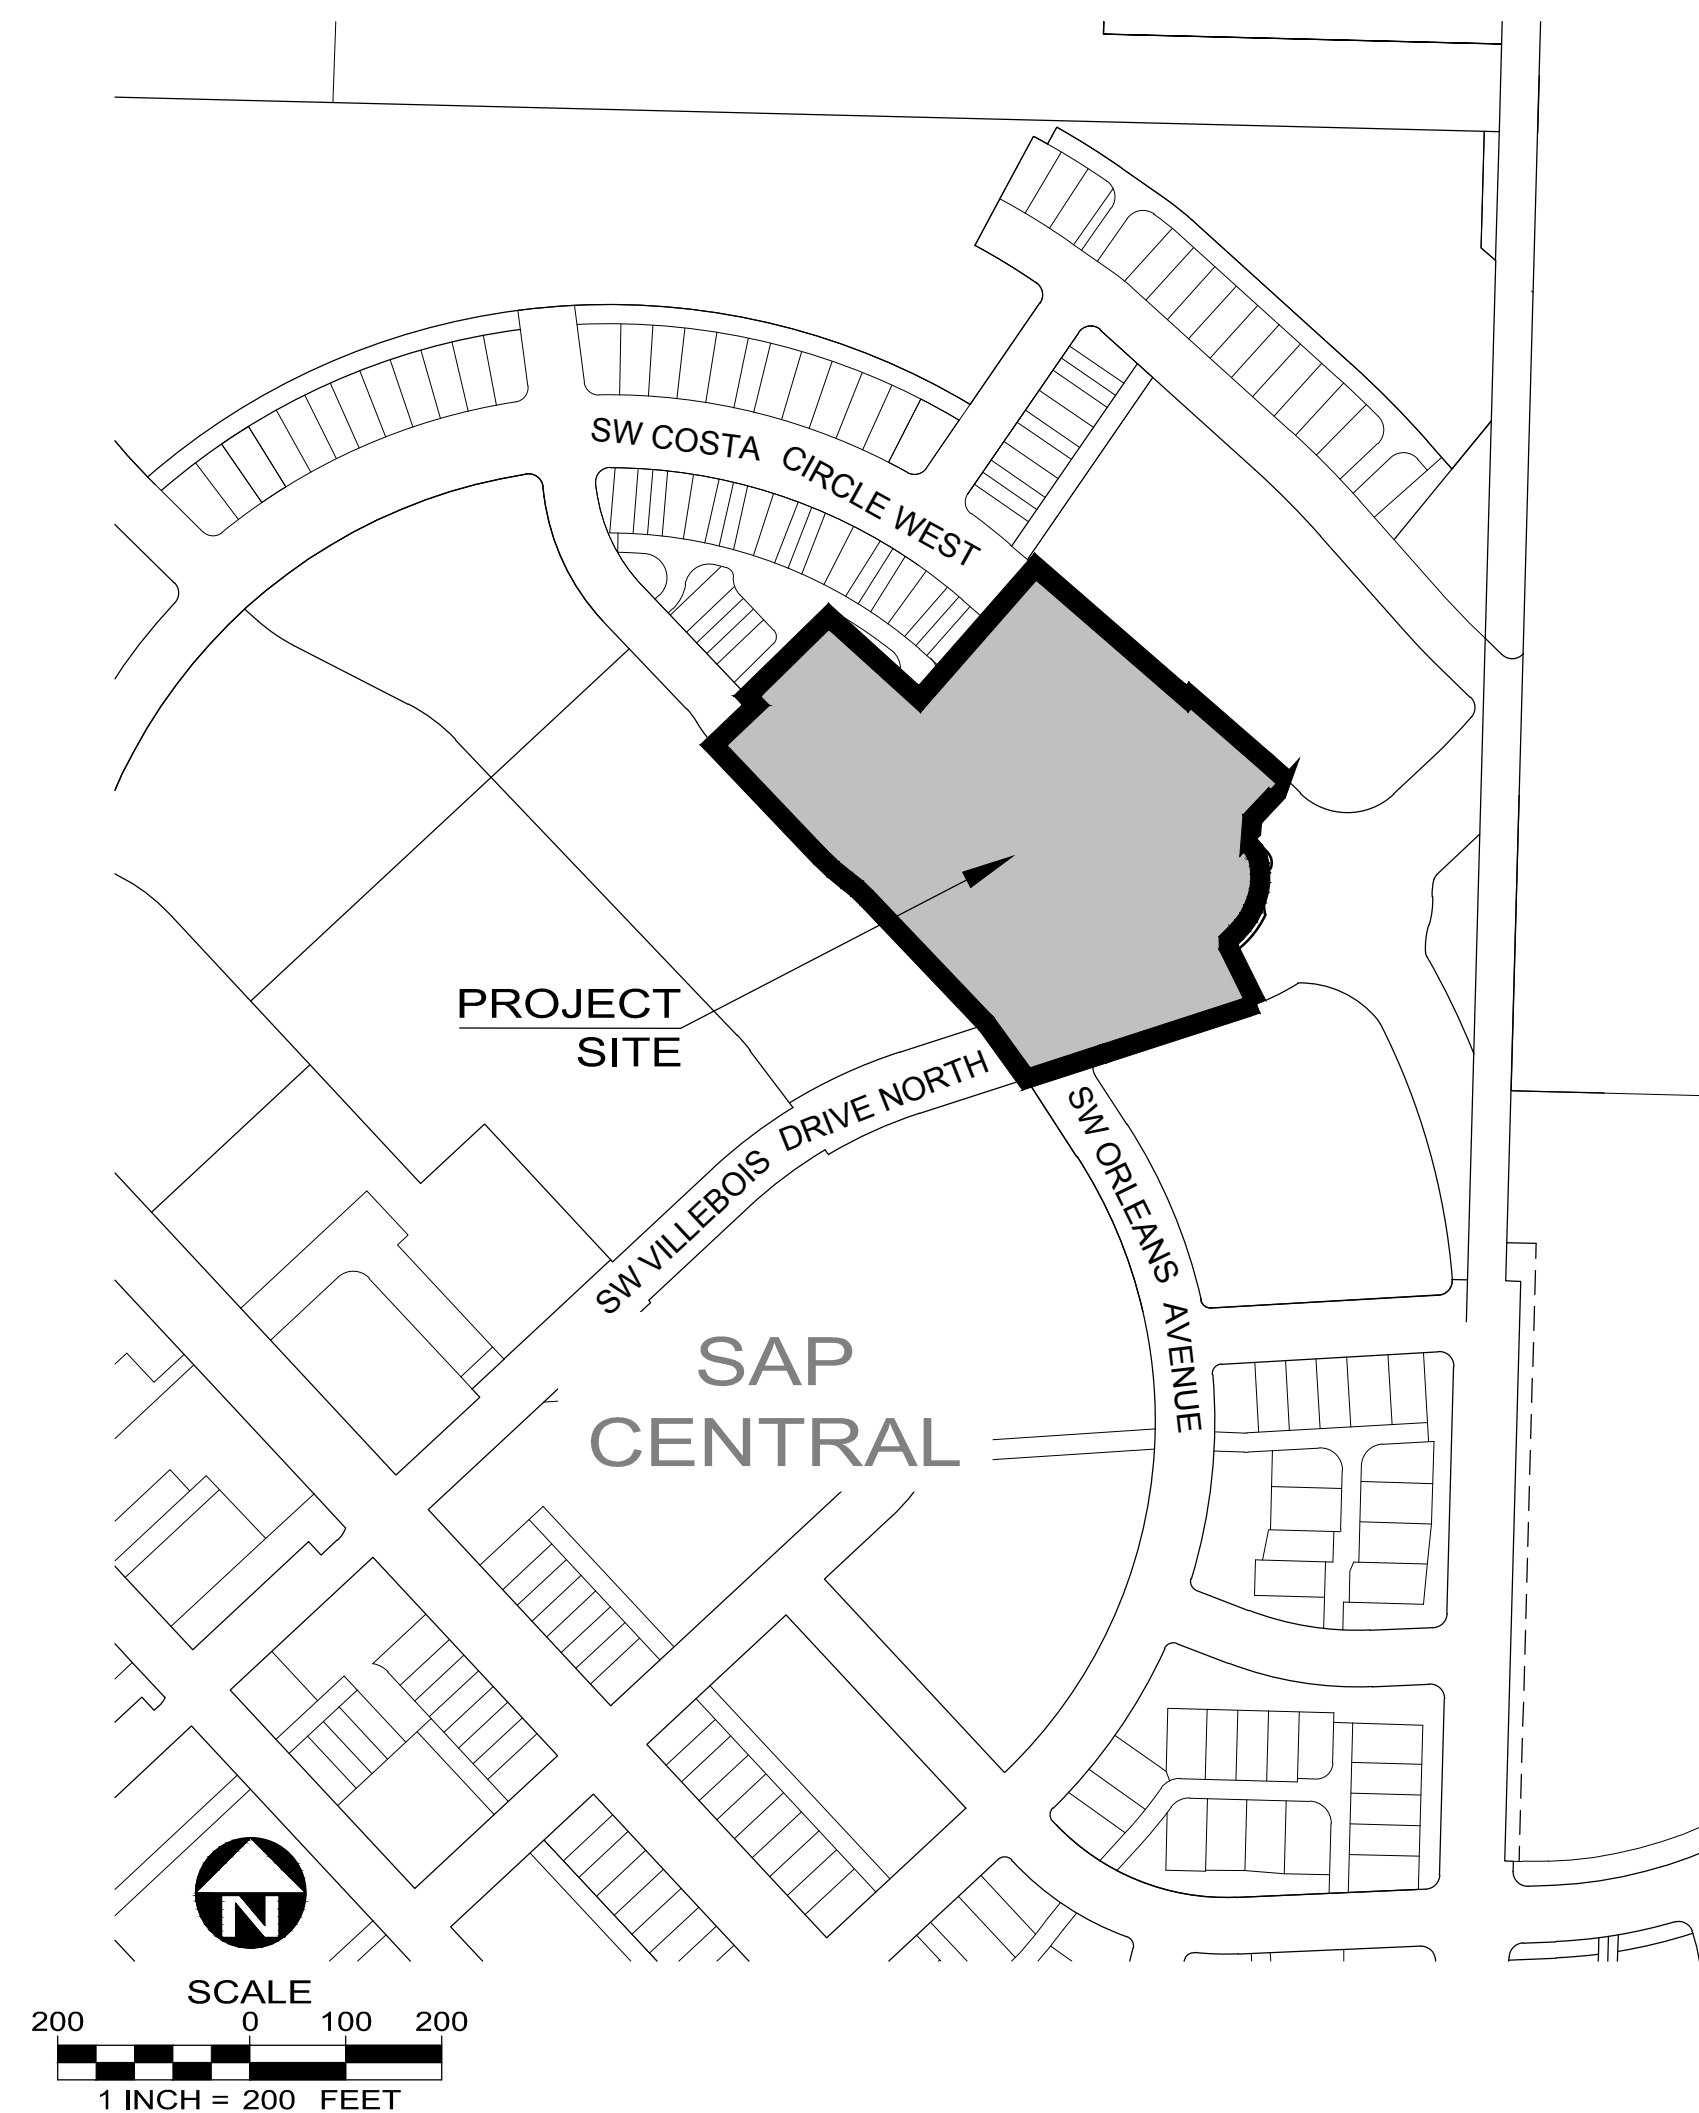 SW COSTA CIRCLE WEST
PROJECT
SITE
SW VILLEBOIS DRIVE NORTH
SW ORLEANS AVENUE
SAP
CENTRAL
N
SCALE
200 0 100 200
1 INCH = 200 FEET